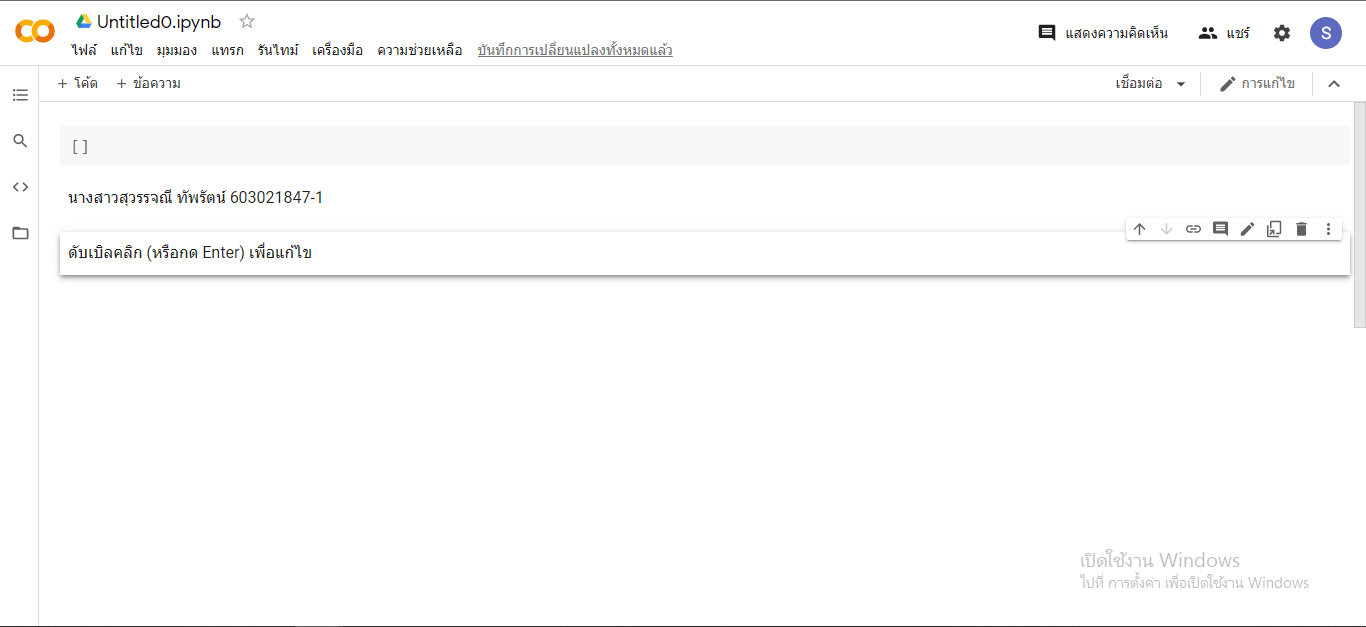 Untitled0.ipynb
ไฟล์ แก้ไข มุมมอง แทรก รันไทม์ เครื่องมือ ความช่วยเหลือ บันทึกการเปลี่ยนแปลงทั้งหมดแล้ว
แสดงความคิดเห็น แชร์ S
+ โค้ด + ข้อความ
เชื่อมต่อ การแก้ไข
[ ]
นางสาวสุวรรจณี ทัพรัตน์ 603021847-1
ดับเบิลคลิก (หรือกด Enter) เพื่อแก้ไข
เปิดใช้งาน Windows
ไปที่ การตั้งค่า เพื่อเปิดใช้งาน Windows